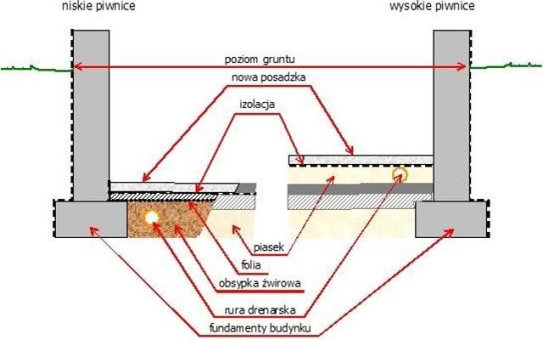 niskie piwnice
wysokie piwnice
poziom gruntu
nowa posadzka
izolacja
piasek
folia
obsypka żwirowa
rura drenarska
fundamenty budynku